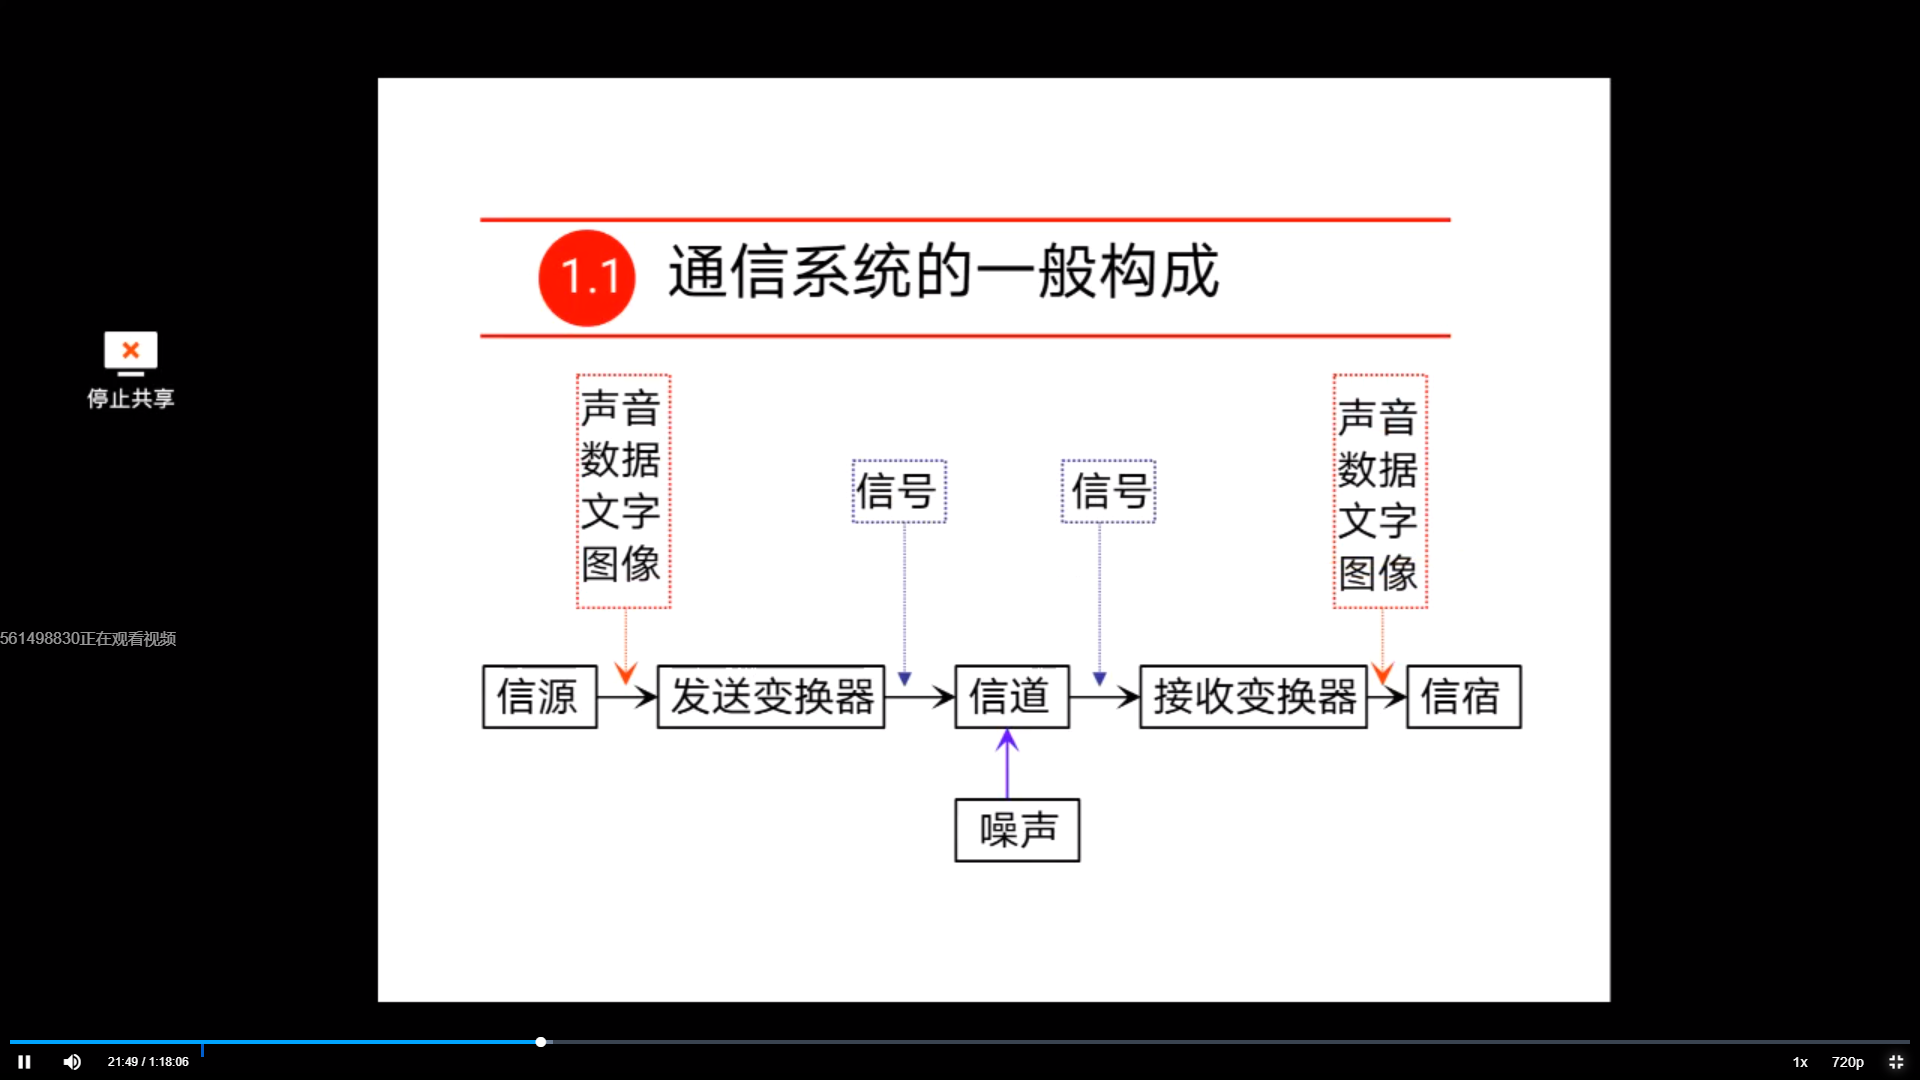 1.1 通信系统的一般构成
停止共享
声音
数据
文字
图像
信号
信号
声音
数据
文字
图像
561498830正在观看视频
信源
发送变换器
信道
接收变换器
信宿
噪声
21:49 / 1:18:06
1x
720p